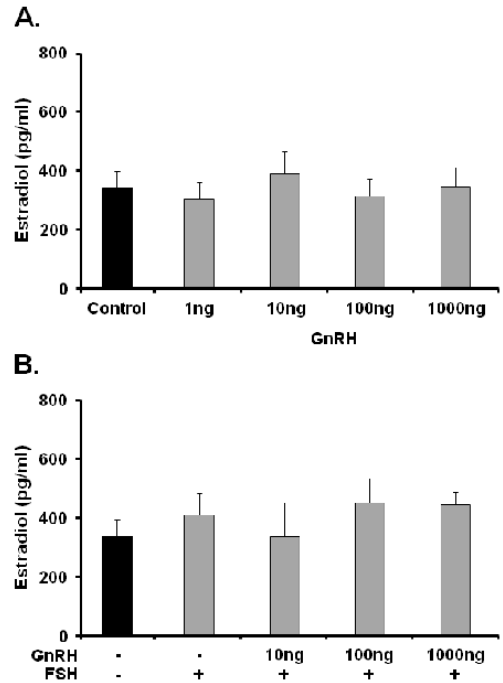 A.
Estradiol (pg/ml)
800
600
400
200
0
Control 1ng 10ng 100ng 1000ng
GnRH
B.
Estradiol (pg/ml)
800
600
400
200
0
GnRH - - 10ng 100ng 1000ng
FSH - + + + +